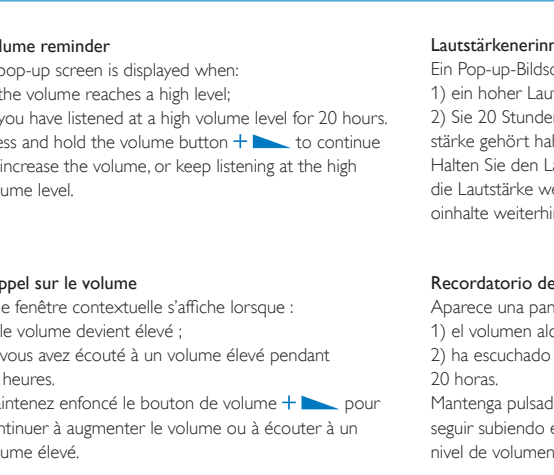 lume reminder
pop-up screen is displayed when:
the volume reaches a high level;
you have listened at a high volume level for 20 hours.
ess and hold the volume button + to continue
increase the volume, or keep listening at the high
ume level.
ppel sur le volume
e fenêtre contextuelle s'affiche lorsque :
le volume devient élevé ;
vous avez écouté à un volume élevé pendant
heures.
aintenez enfoncé le bouton de volume + pour
ntinuer à augmenter le volume ou à écouter à un
ume élevé.
Lautstärkenerinn
Ein Pop-up-Bildsc
1) ein hoher Laut
2) Sie 20 Stunden
stärke gehört hab
Halten Sie den La
die Lautstärke we
oinhalte weiterhin
Recordatorio de
Aparece una pan
1) el volumen alc
2) ha escuchado
20 horas.
Mantenga pulsad
seguir subiendo e
nivel de volumen